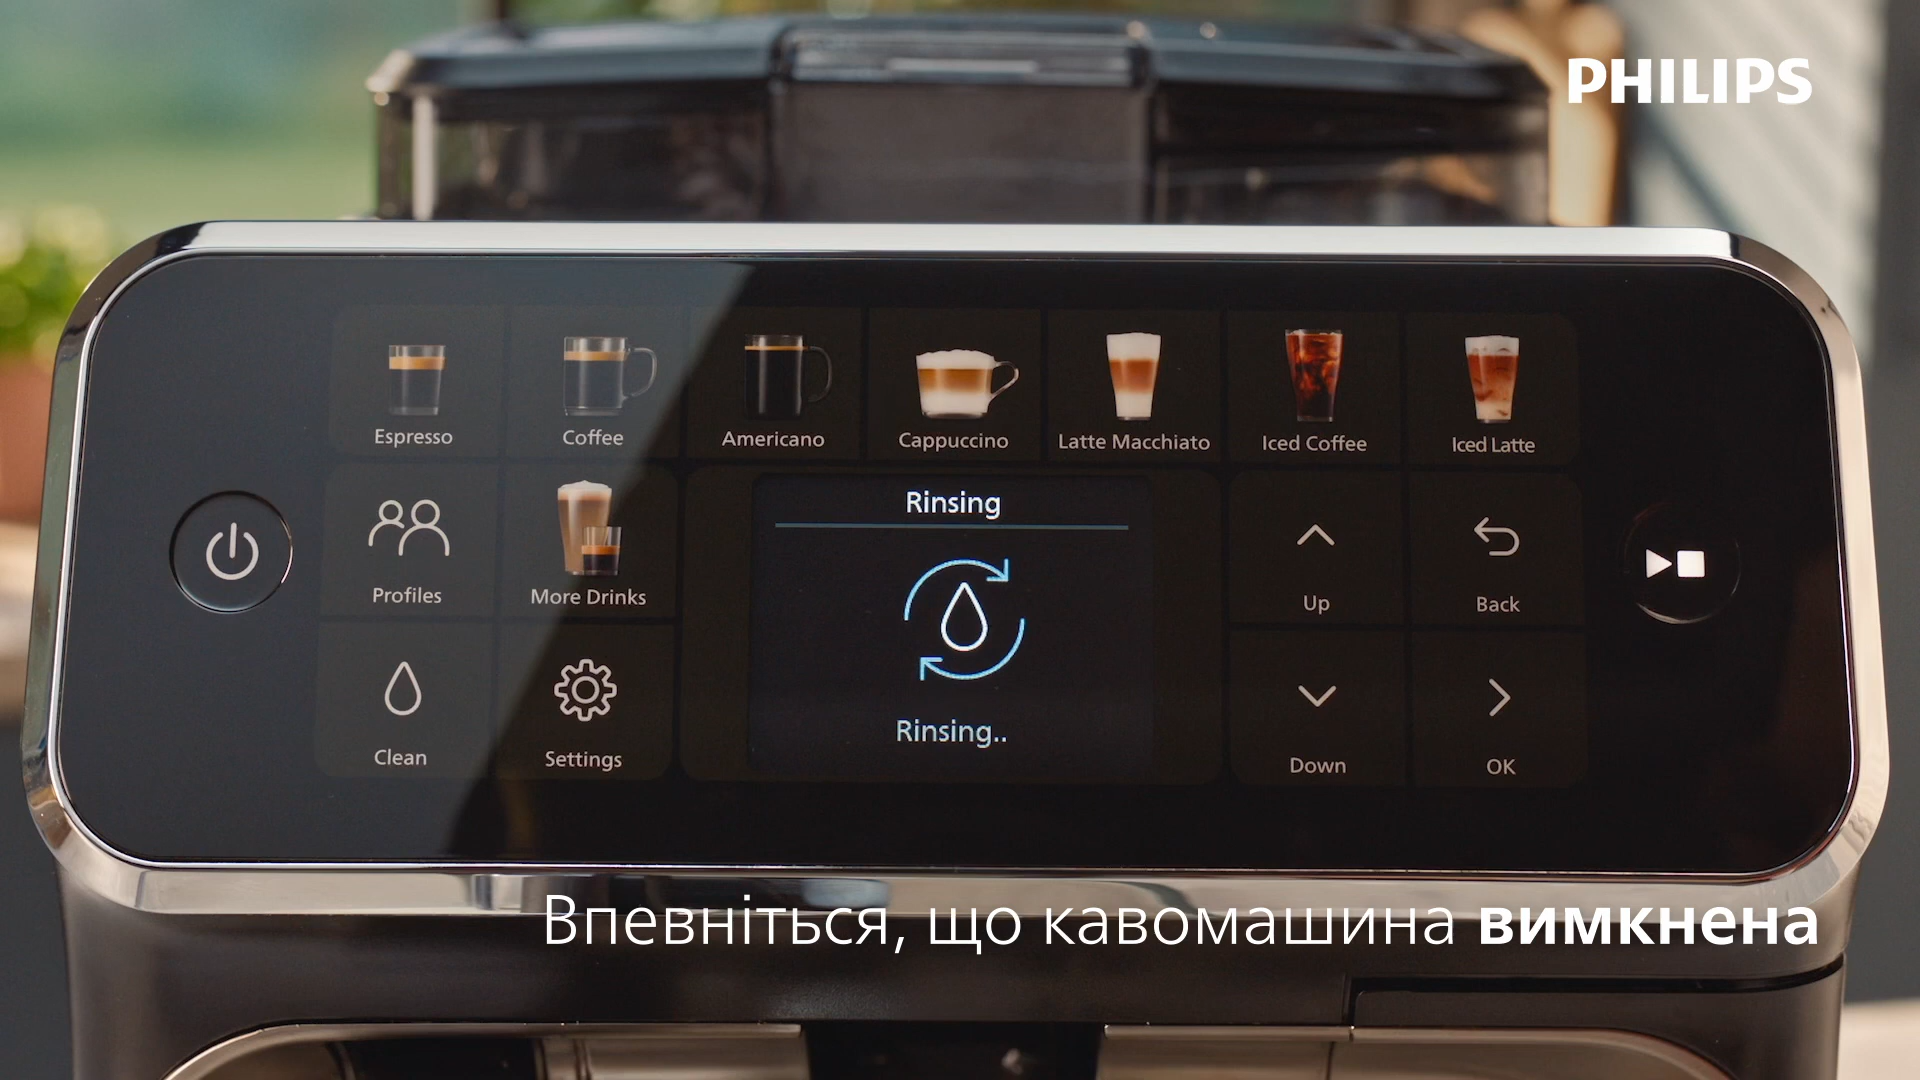 PHILIPS
Espresso
Coffee
Americano
Cappuccino
Latte Macchiato
Iced Coffee
Iced Latte
Rinsing
Profiles
More Drinks
Up
Back
Rinsing..
Clean
Settings
Down
OK
Впевніться, що кавомашина вимкнена